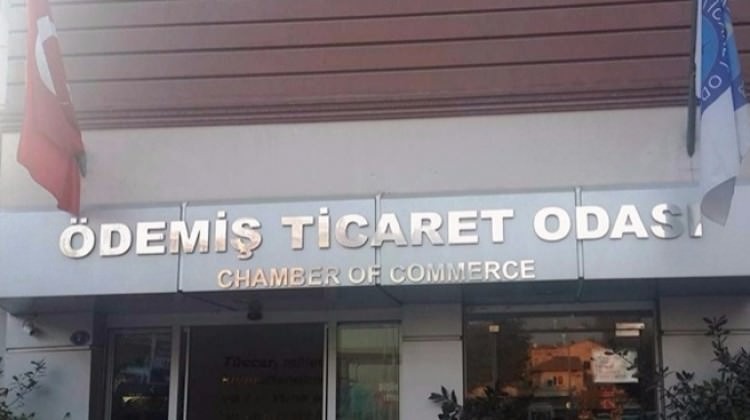 ÖDEMİŞ TİCARET ODASI
CHAMBER OF COMMERCE